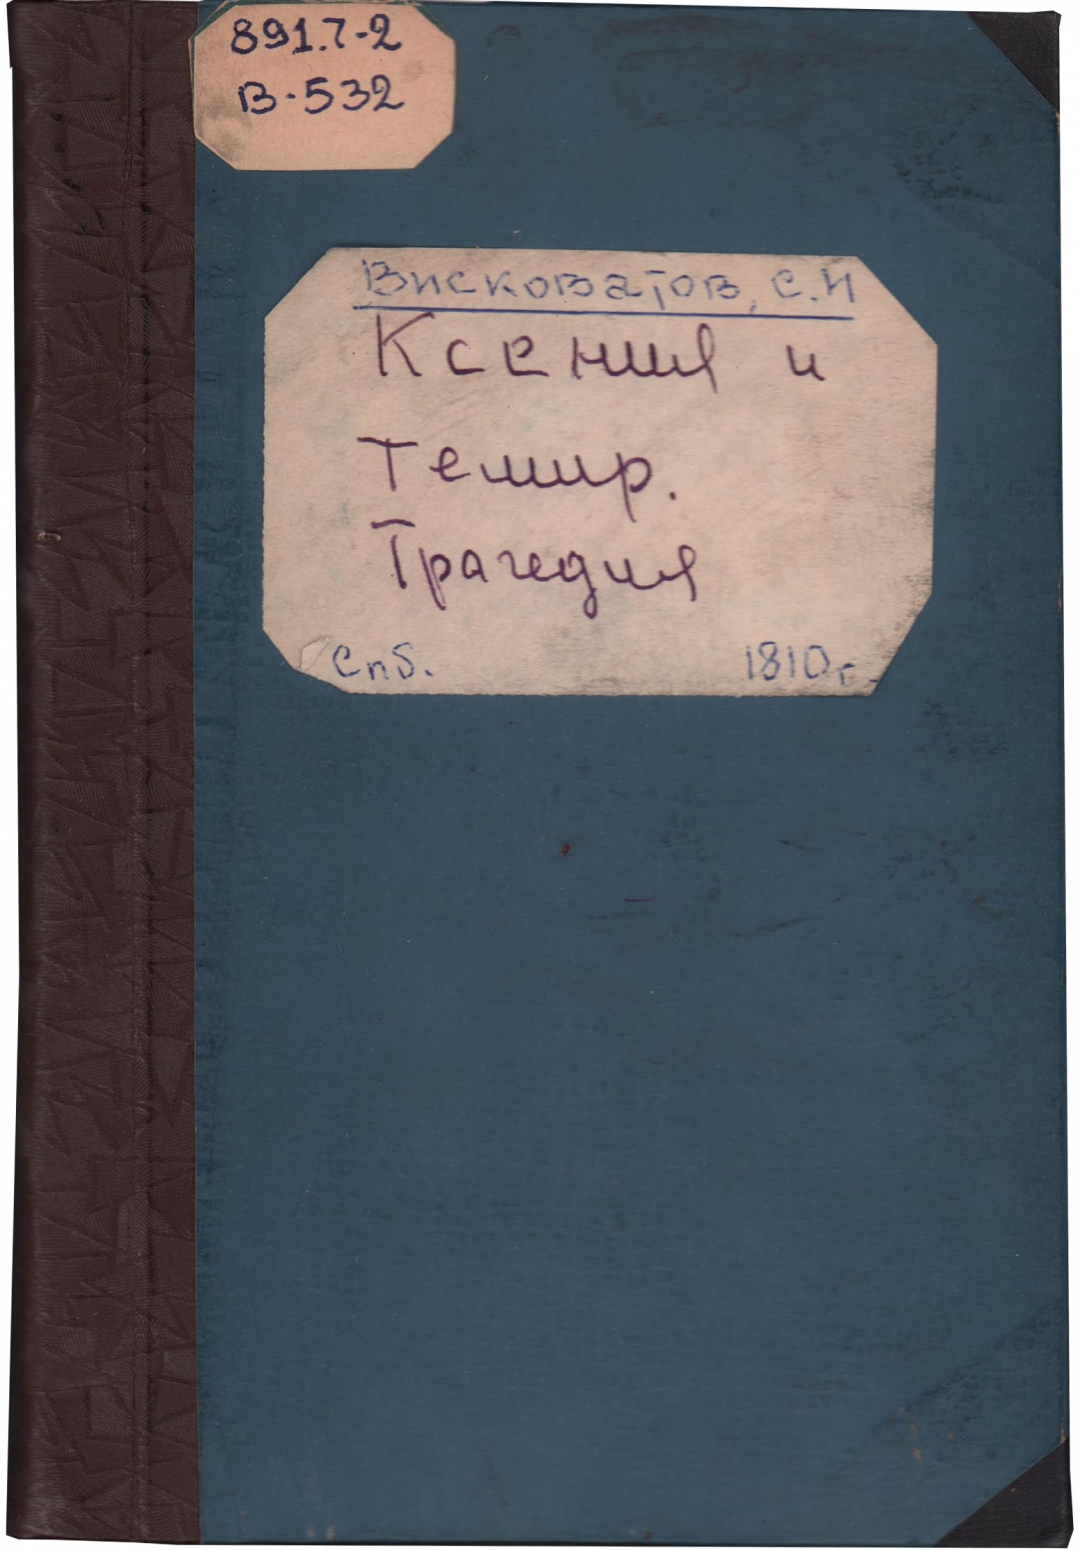 891.7-2
В-532
Висковатов, С.И
Ксения и
Темир.
Трагедия
Спб. 1810г.